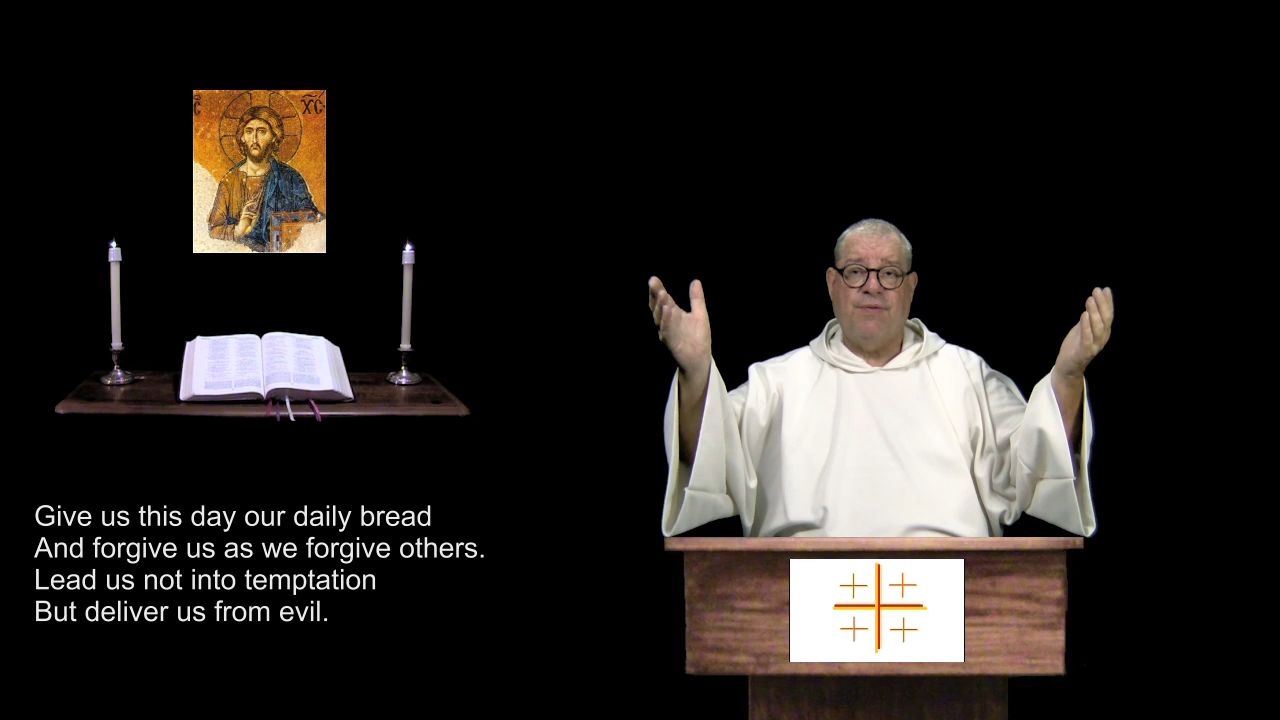 XC
Give us this day our daily bread
And forgive us as we forgive others.
Lead us not into temptation
But deliver us from evil.